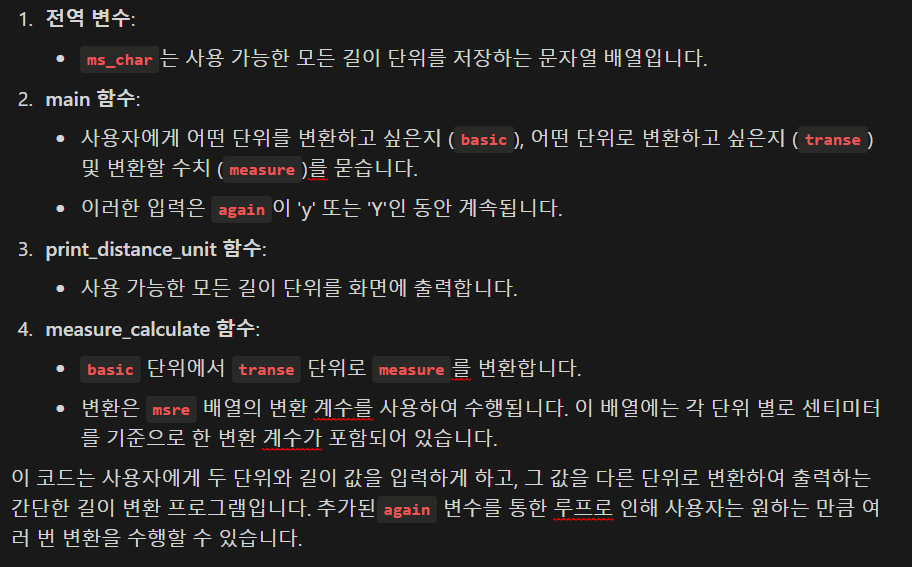 1. 전역 변수:
• ms_char는 사용 가능한 모든 길이 단위를 저장하는 문자열 배열입니다.
2. main 함수:
• 사용자에게 어떤 단위를 변환하고 싶은지 (basic), 어떤 단위로 변환하고 싶은지 (transe)
및 변환할 수치 (measure)를 묻습니다.
• 이러한 입력은 again이 'y' 또는 'Y'인 동안 계속됩니다.
3. print_distance_unit 함수:
• 사용 가능한 모든 길이 단위를 화면에 출력합니다.
4. measure_calculate 함수:
• basic 단위에서 transe 단위로 measure를 변환합니다.
• 변환은 msre 배열의 변환 계수를 사용하여 수행됩니다. 이 배열에는 각 단위 별로 센티미터
를 기준으로 한 변환 계수가 포함되어 있습니다.
이 코드는 사용자에게 두 단위와 길이 값을 입력하게 하고, 그 값을 다른 단위로 변환하여 출력하는
간단한 길이 변환 프로그램입니다. 추가된 again 변수를 통한 루프로 인해 사용자는 원하는 만큼 여
러 번 변환을 수행할 수 있습니다.